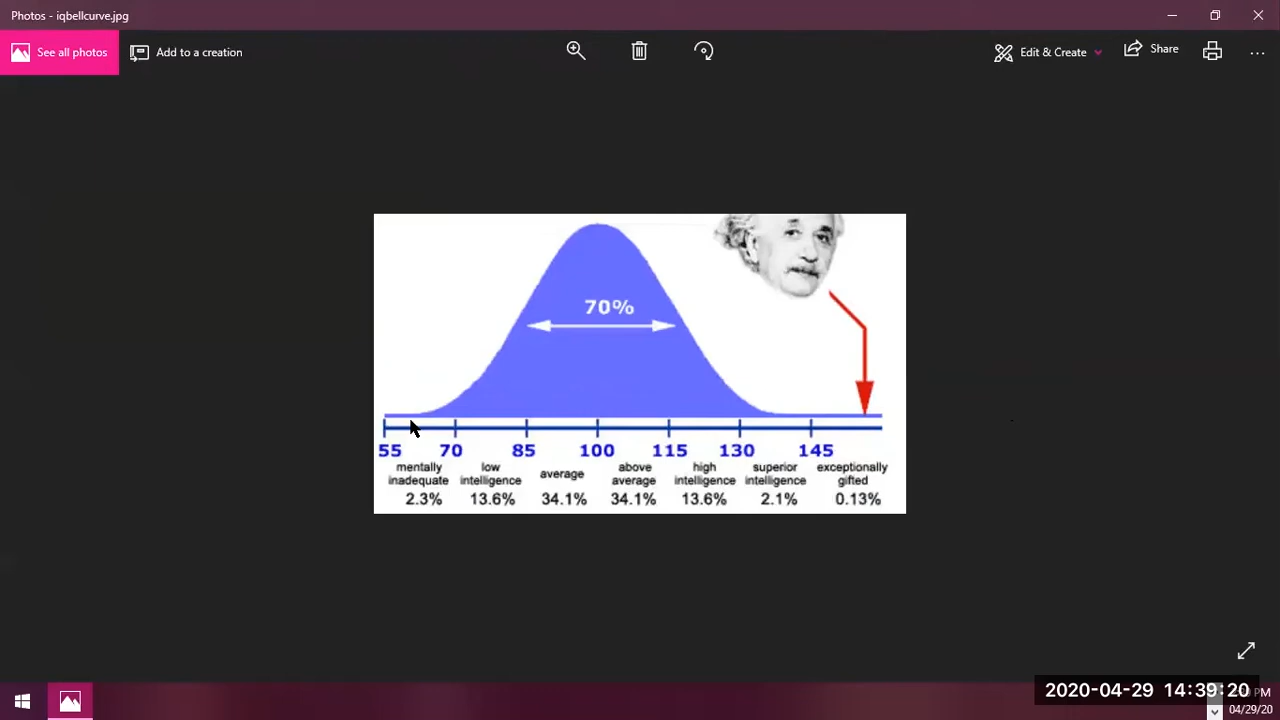 Photos - iqbellcurve.jpg
See all photos
Add to a creation
Edit & Create
Share
70%
55 70 85 100 115 130 145
mentally inadequate
low intelligence
average
above average
high intelligence
superior intelligence
exceptionally gifted
2.3% 13.6% 34.1% 34.1% 13.6% 2.1% 0.13%
2020-04-29 14:39:20
PM
04/29/20